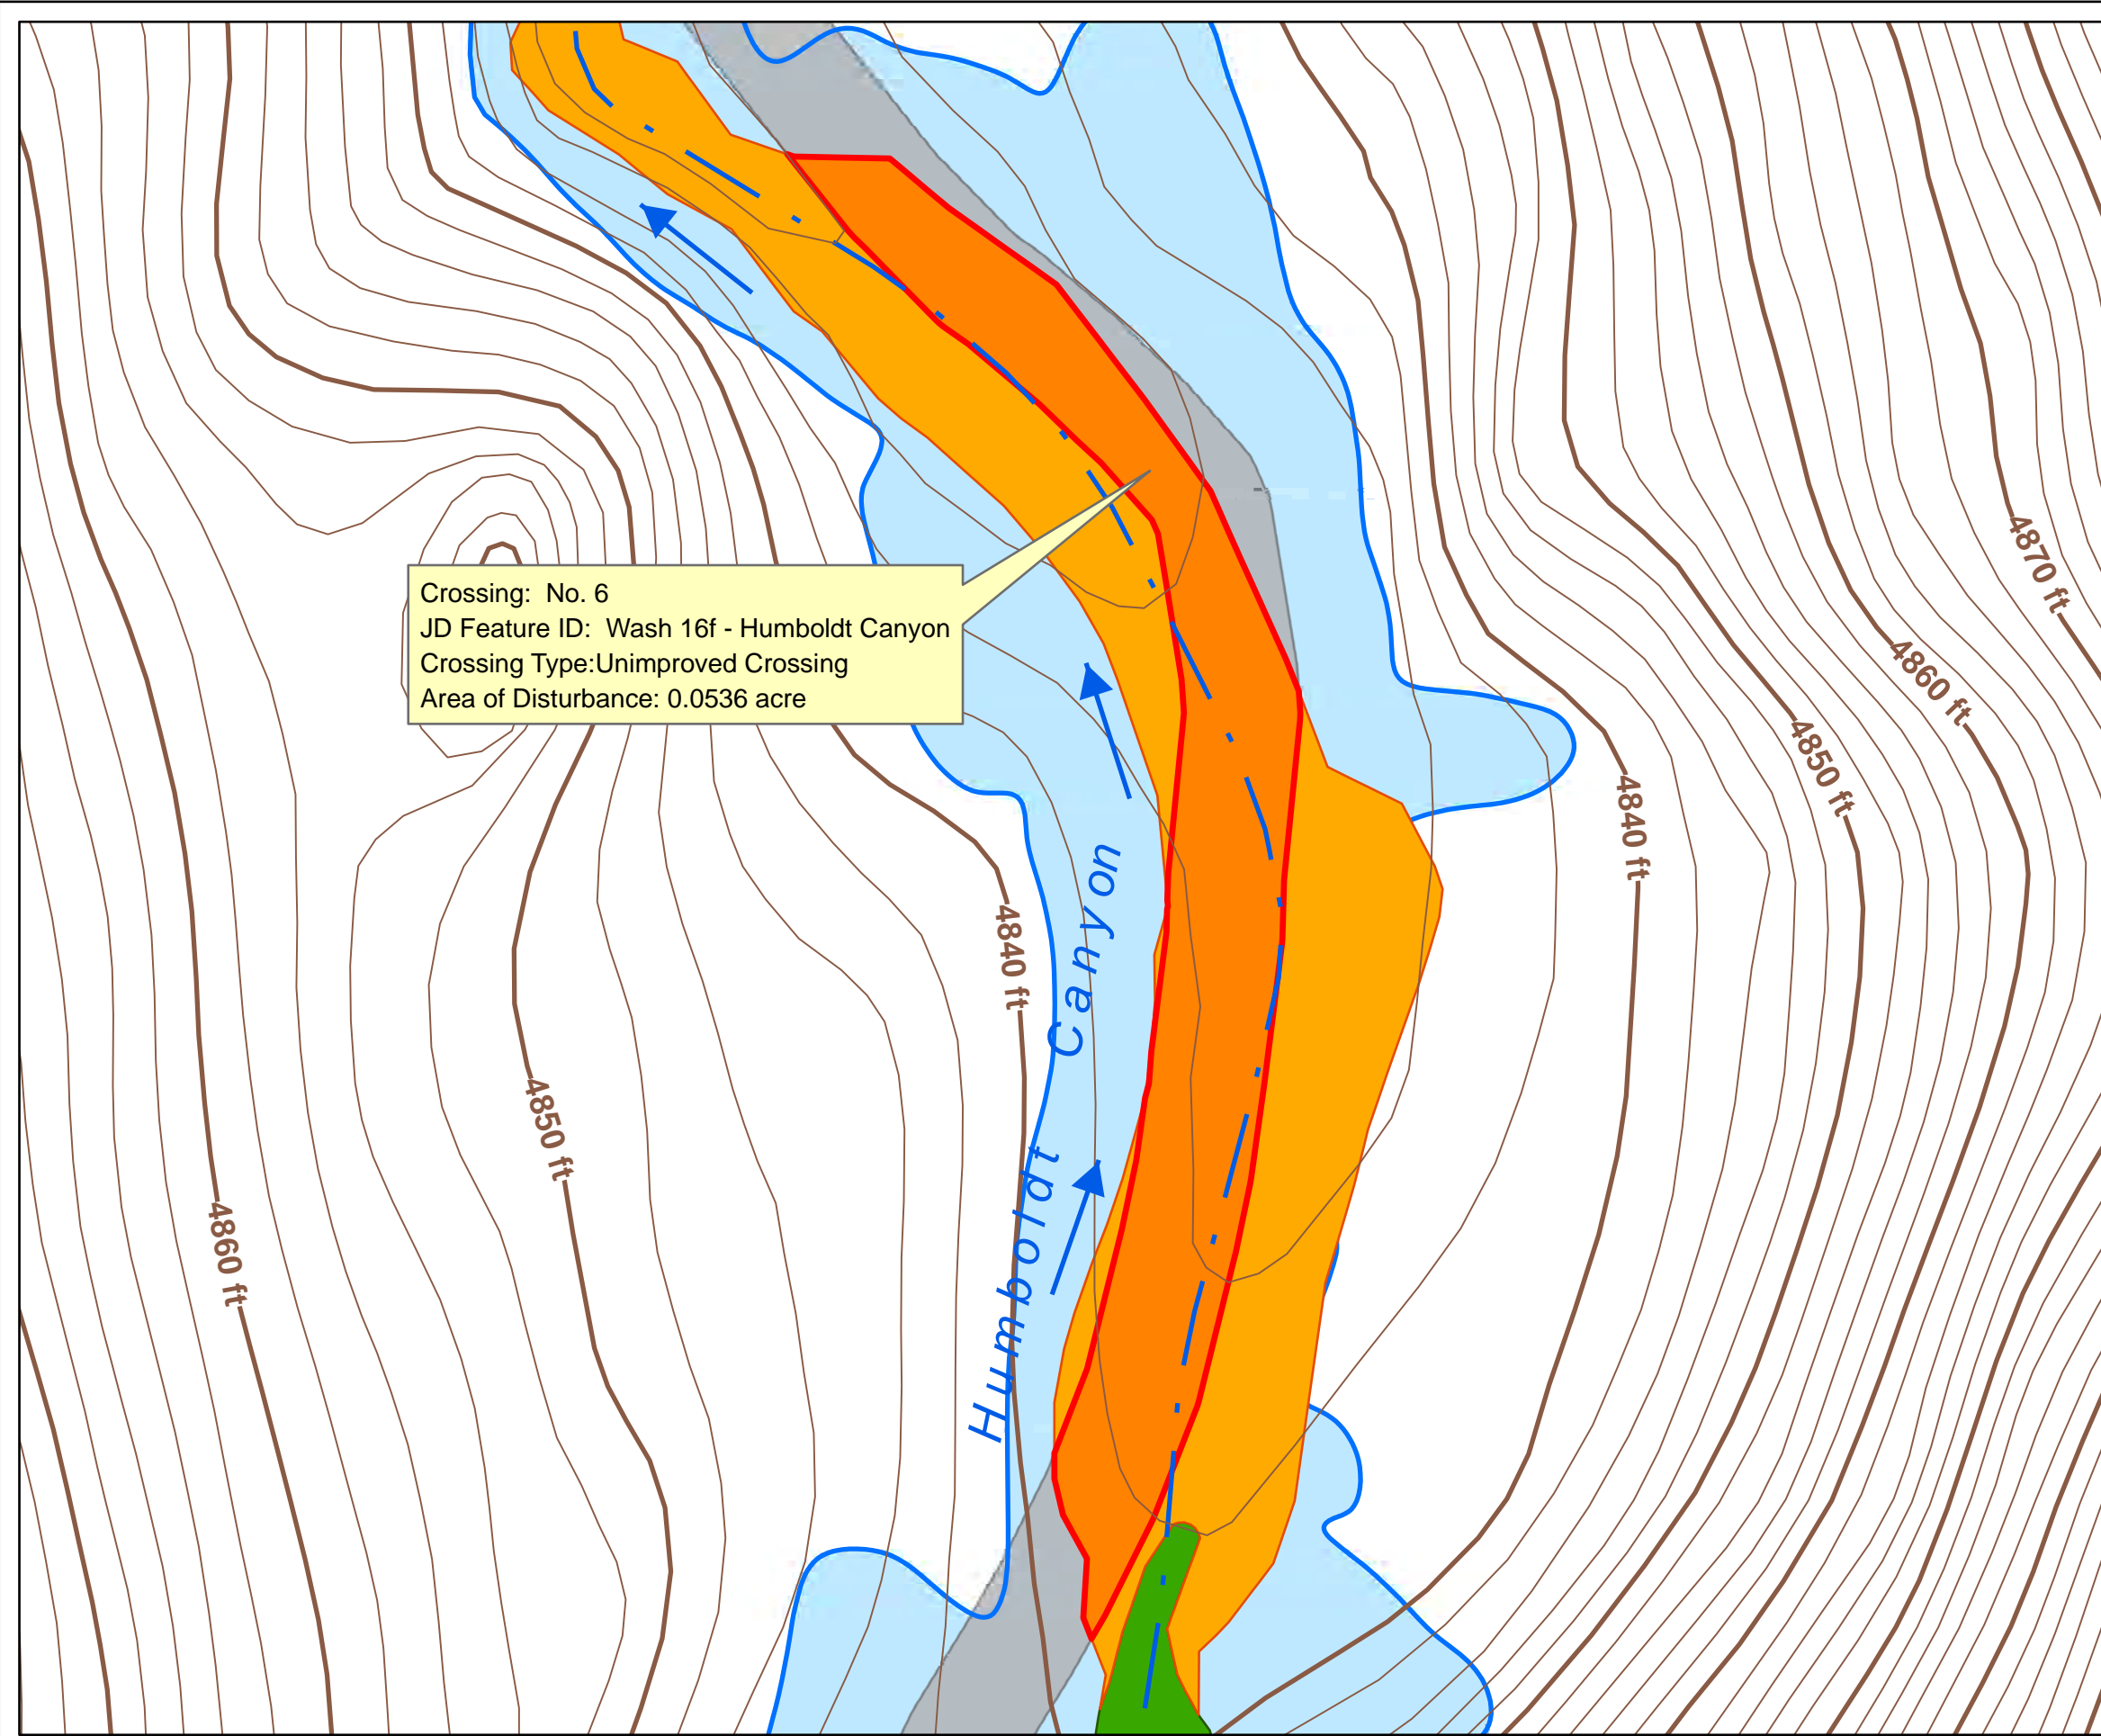 Crossing:  No. 6
JD Feature ID:  Wash 16f - Humboldt Canyon
Crossing Type:Unimproved Crossing
Area of Disturbance: 0.0536 acre
4870 ft
4860 ft
4850 ft
4840 ft
4840 ft
4850 ft
4860 ft
Humboldt Canyon